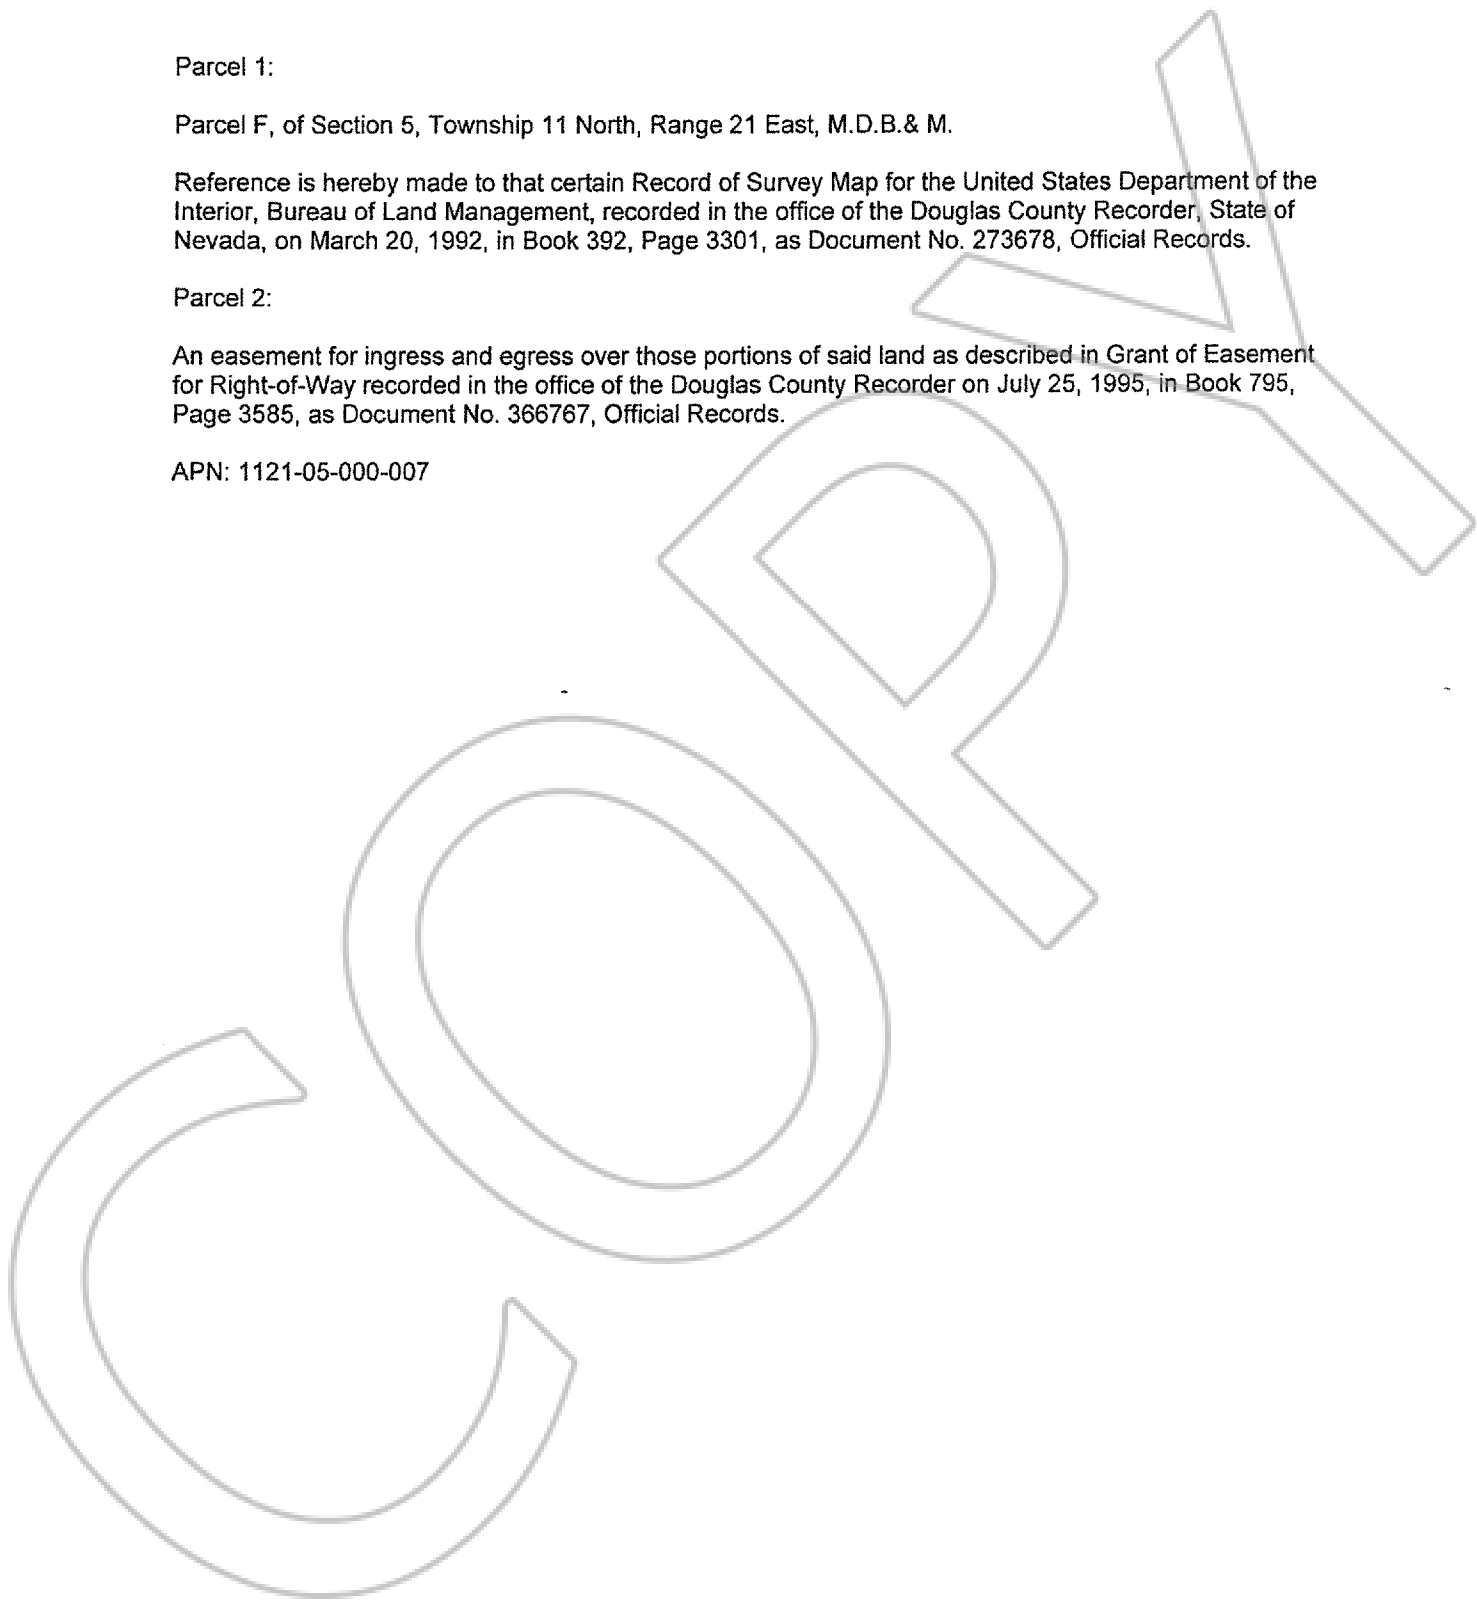 Parcel 1:
Parcel F, of Section 5, Township 11 North, Range 21 East, M.D.B.& M.
Reference is hereby made to that certain Record of Survey Map for the United States Department of the
Interior, Bureau of Land Management, recorded in the office of the Douglas County Recorder, State of
Nevada, on March 20, 1992, in Book 392, Page 3301, as Document No. 273678, Official Records.
Parcel 2:
An easement for ingress and egress over those portions of said land as described in Grant of Easement
for Right-of-Way recorded in the office of the Douglas County Recorder on July 25, 1995, in Book 795,
Page 3585, as Document No. 366767, Official Records.
APN: 1121-05-000-007
COPY